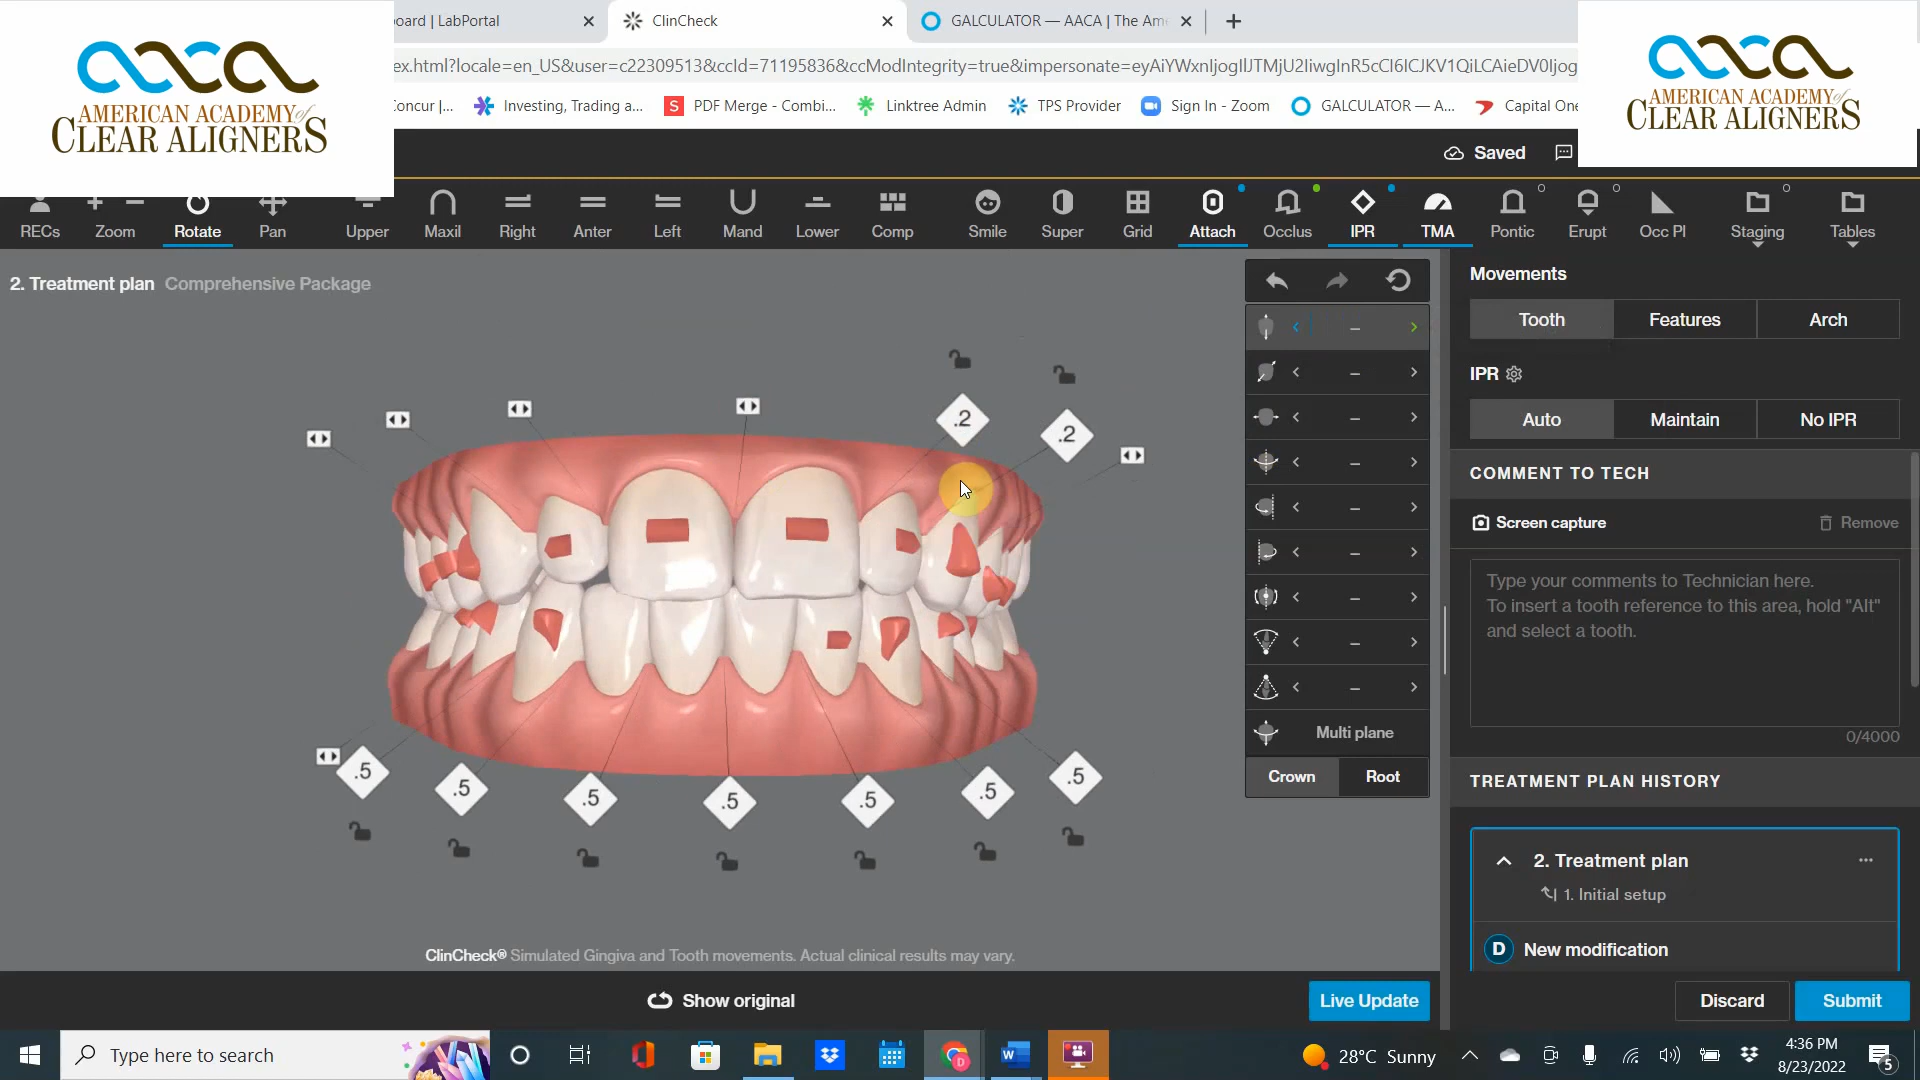 AMERICAN ACADEMY of
CLEAR ALIGNERS
oard | LabPortal
ClinCheck
GALCULATOR — AACA | The Am
ex.html?locale=en_US&user=c22309513&ccId=71195836&ccModIntegrity=true&impersonate=
Concur |...
Investing, Trading a...
PDF Merge - Combi...
Linktree Admin
TPS Provider
Sign In - Zoom
GALCULATOR — A...
Capital One
AMERICAN ACADEMY of
CLEAR ALIGNERS
Saved
RECs
Zoom
Rotate
Pan
Upper
Maxil
Right
Anter
Left
Mand
Lower
Comp
Smile
Super
Grid
Attach
Occlus
IPR
TMA
Pontic
Erupt
Occ Pl
Staging
Tables
2. Treatment plan Comprehensive Package
.2
.2
.5
.5
.5
.5
.5
.5
.5
Multi plane
Crown
Root
Movements
Tooth
Features
Arch
IPR
Auto
Maintain
No IPR
COMMENT TO TECH
Screen capture
Remove
Type your comments to Technician here.
To insert a tooth reference to this area, hold "Alt"
and select a tooth.
0/4000
TREATMENT PLAN HISTORY
2. Treatment plan
1. Initial setup
D New modification
ClinCheck® Simulated Gingiva and Tooth movements. Actual clinical results may vary.
Show original
Live Update
Discard
Submit
Type here to search
28°C Sunny
4:36 PM
8/23/2022
5